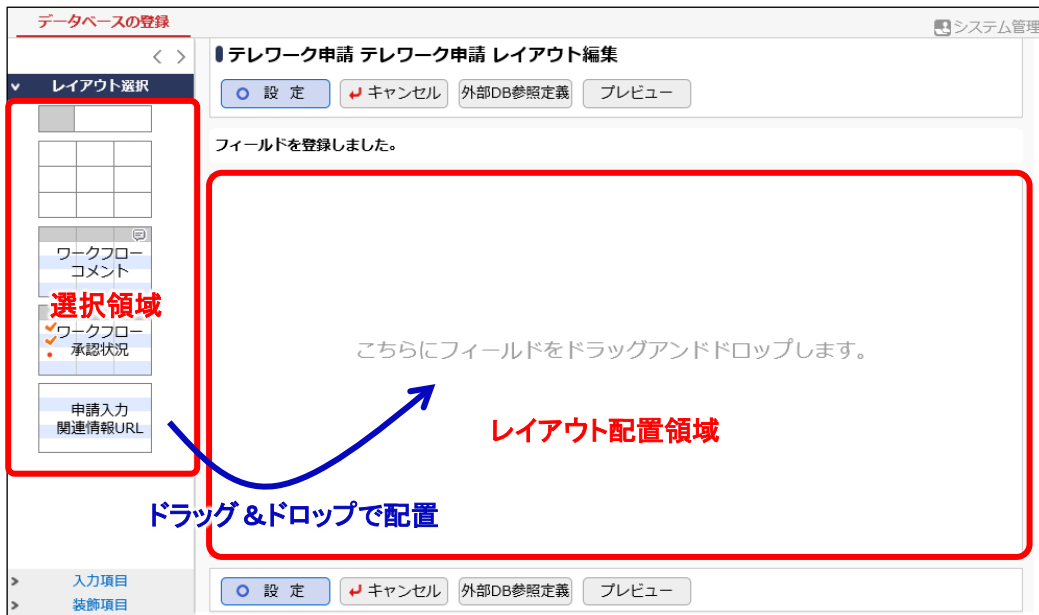 データベースの登録
システム管理
レイアウト選択
テレワーク申請 テレワーク申請 レイアウト編集
設 定
キャンセル
外部DB参照定義
プレビュー
フィールドを登録しました。
ワークフロー
コメント
選択領域
ワークフロー
承認状況
申請入力
関連情報URL
こちらにフィールドをドラッグアンドドロップします。
レイアウト配置領域
ドラッグ&ドロップで配置
入力項目
装飾項目
設 定
キャンセル
外部DB参照定義
プレビュー